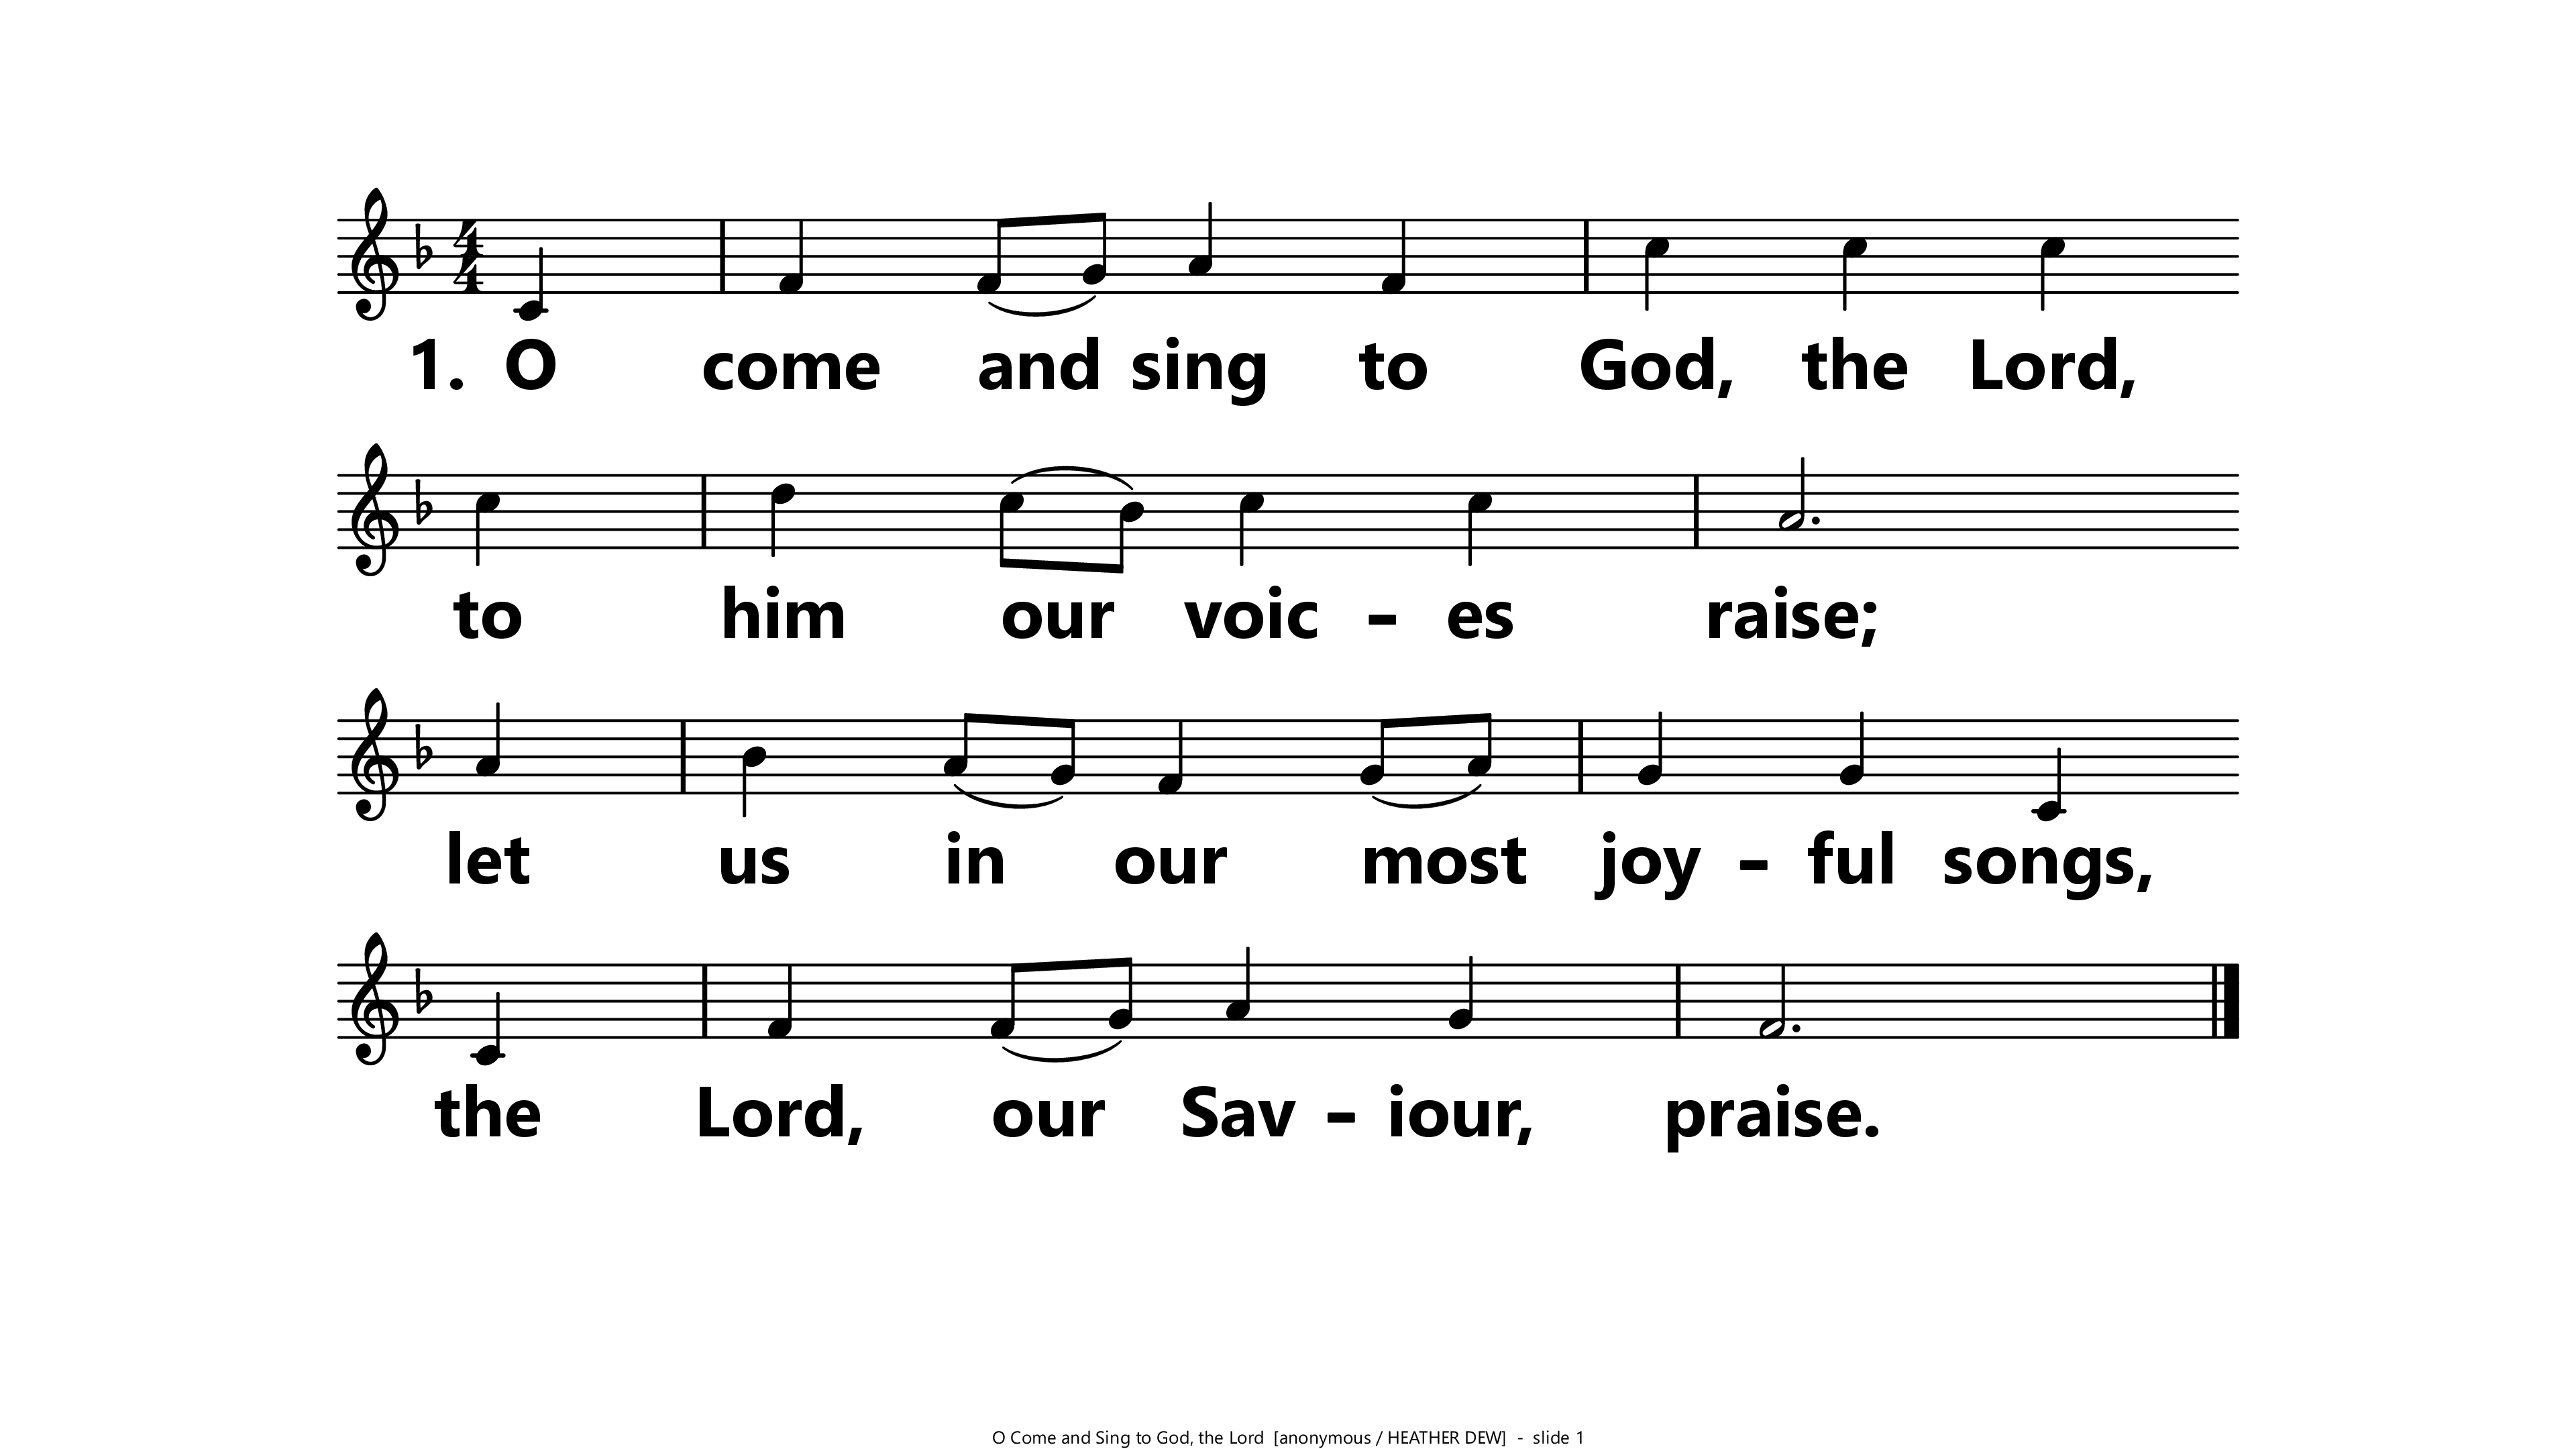 1. O come and sing to God, the Lord,
to him our voic - es raise;
let us in our most joy - ful songs,
the Lord, our Sav - iour, praise.
O Come and Sing to God, the Lord [anonymous / HEATHER DEW] - slide 1